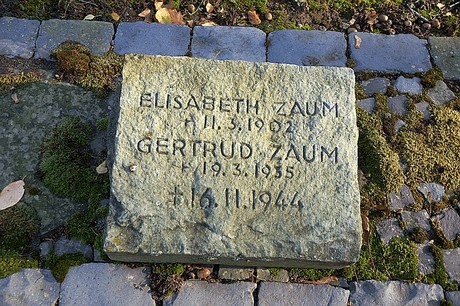 ELISABETH ZAUM
† 11.3.1902
GERTRUD ZAUM
* 19.3.1935
† 16.11.1944